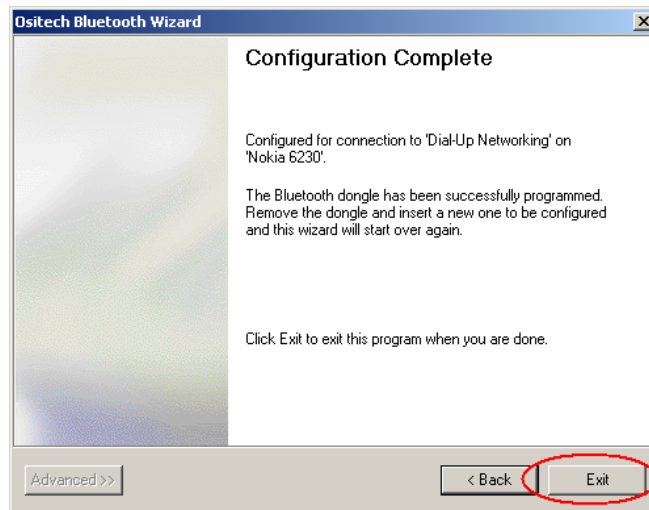 Ositech Bluetooth Wizard
Configuration Complete
Configured for connection to 'Dial-Up Networking' on
'Nokia 6230'.
The Bluetooth dongle has been successfully programmed.
Remove the dongle and insert a new one to be configured
and this wizard will start over again.
Click Exit to exit this program when you are done.
Advanced >>
< Back
Exit